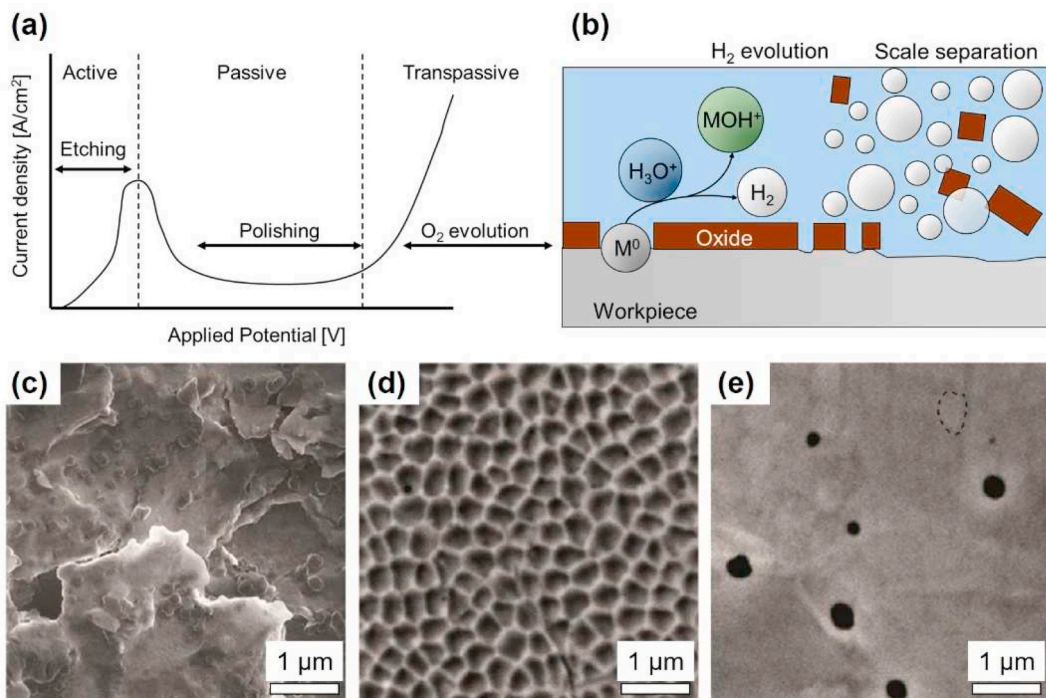 (a)
Current density [A/cm²]
Active
Passive
Transpassive
Etching
Polishing
O₂ evolution
Applied Potential [V]
(b)
H₂ evolution
Scale separation
MOH⁺
H₃O⁺
H₂
M⁰
Oxide
Workpiece
(c)
1 µm
(d)
1 µm
(e)
1 µm